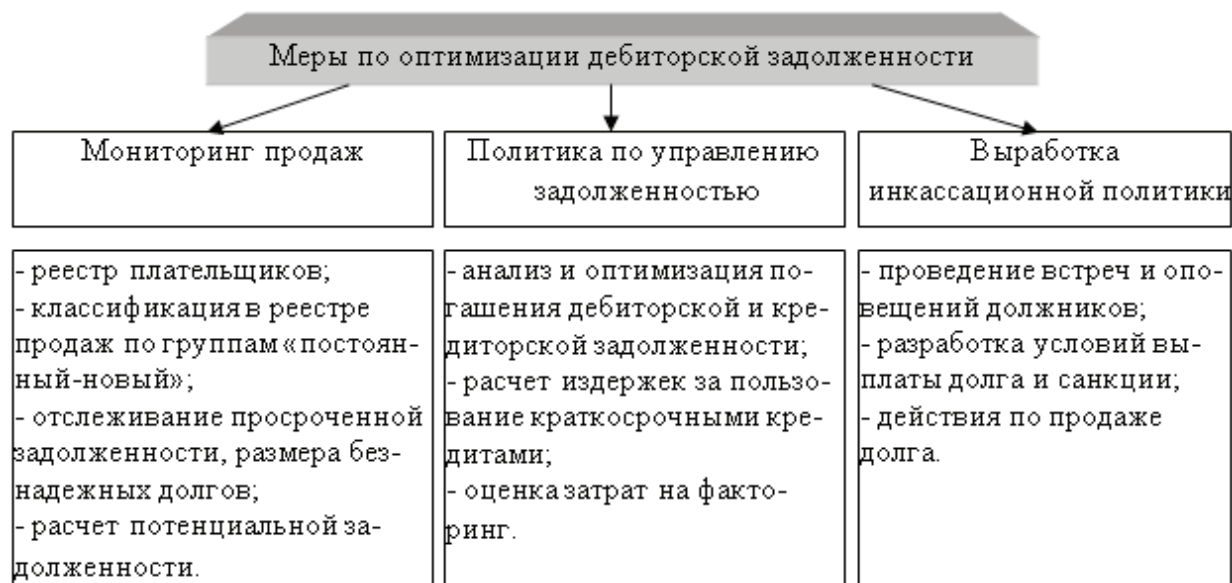 Меры по оптимизации дебиторской задолженности
Мониторинг продаж
Политика по управлению
задолженностью
Выработка
инкассационной политики
- реестр плательщиков;
- классификация в реестре
продаж по группам «постоян-
ный-новый»;
- отслеживание просроченной
задолженности, размера без-
надежных долгов;
- расчет потенциальной за-
долженности.
- анализ и оптимизация по-
гашения дебиторской и кре-
диторской задолженности;
- расчет издержек за пользо-
вание краткосрочными кре-
дитами;
- оценка затрат на факто-
ринг.
- проведение встреч и опо-
вещений должников;
- разработка условий вы-
платы долга и санкции;
- действия по продаже
долга.